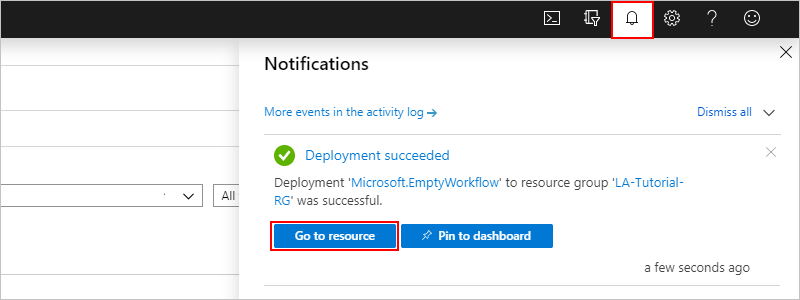 Notifications
More events in the activity log →
Dismiss all
Deployment succeeded
Deployment 'Microsoft.EmptyWorkflow' to resource group 'LA-Tutorial-
RG' was successful.
All
Go to resource
Pin to dashboard
a few seconds ago